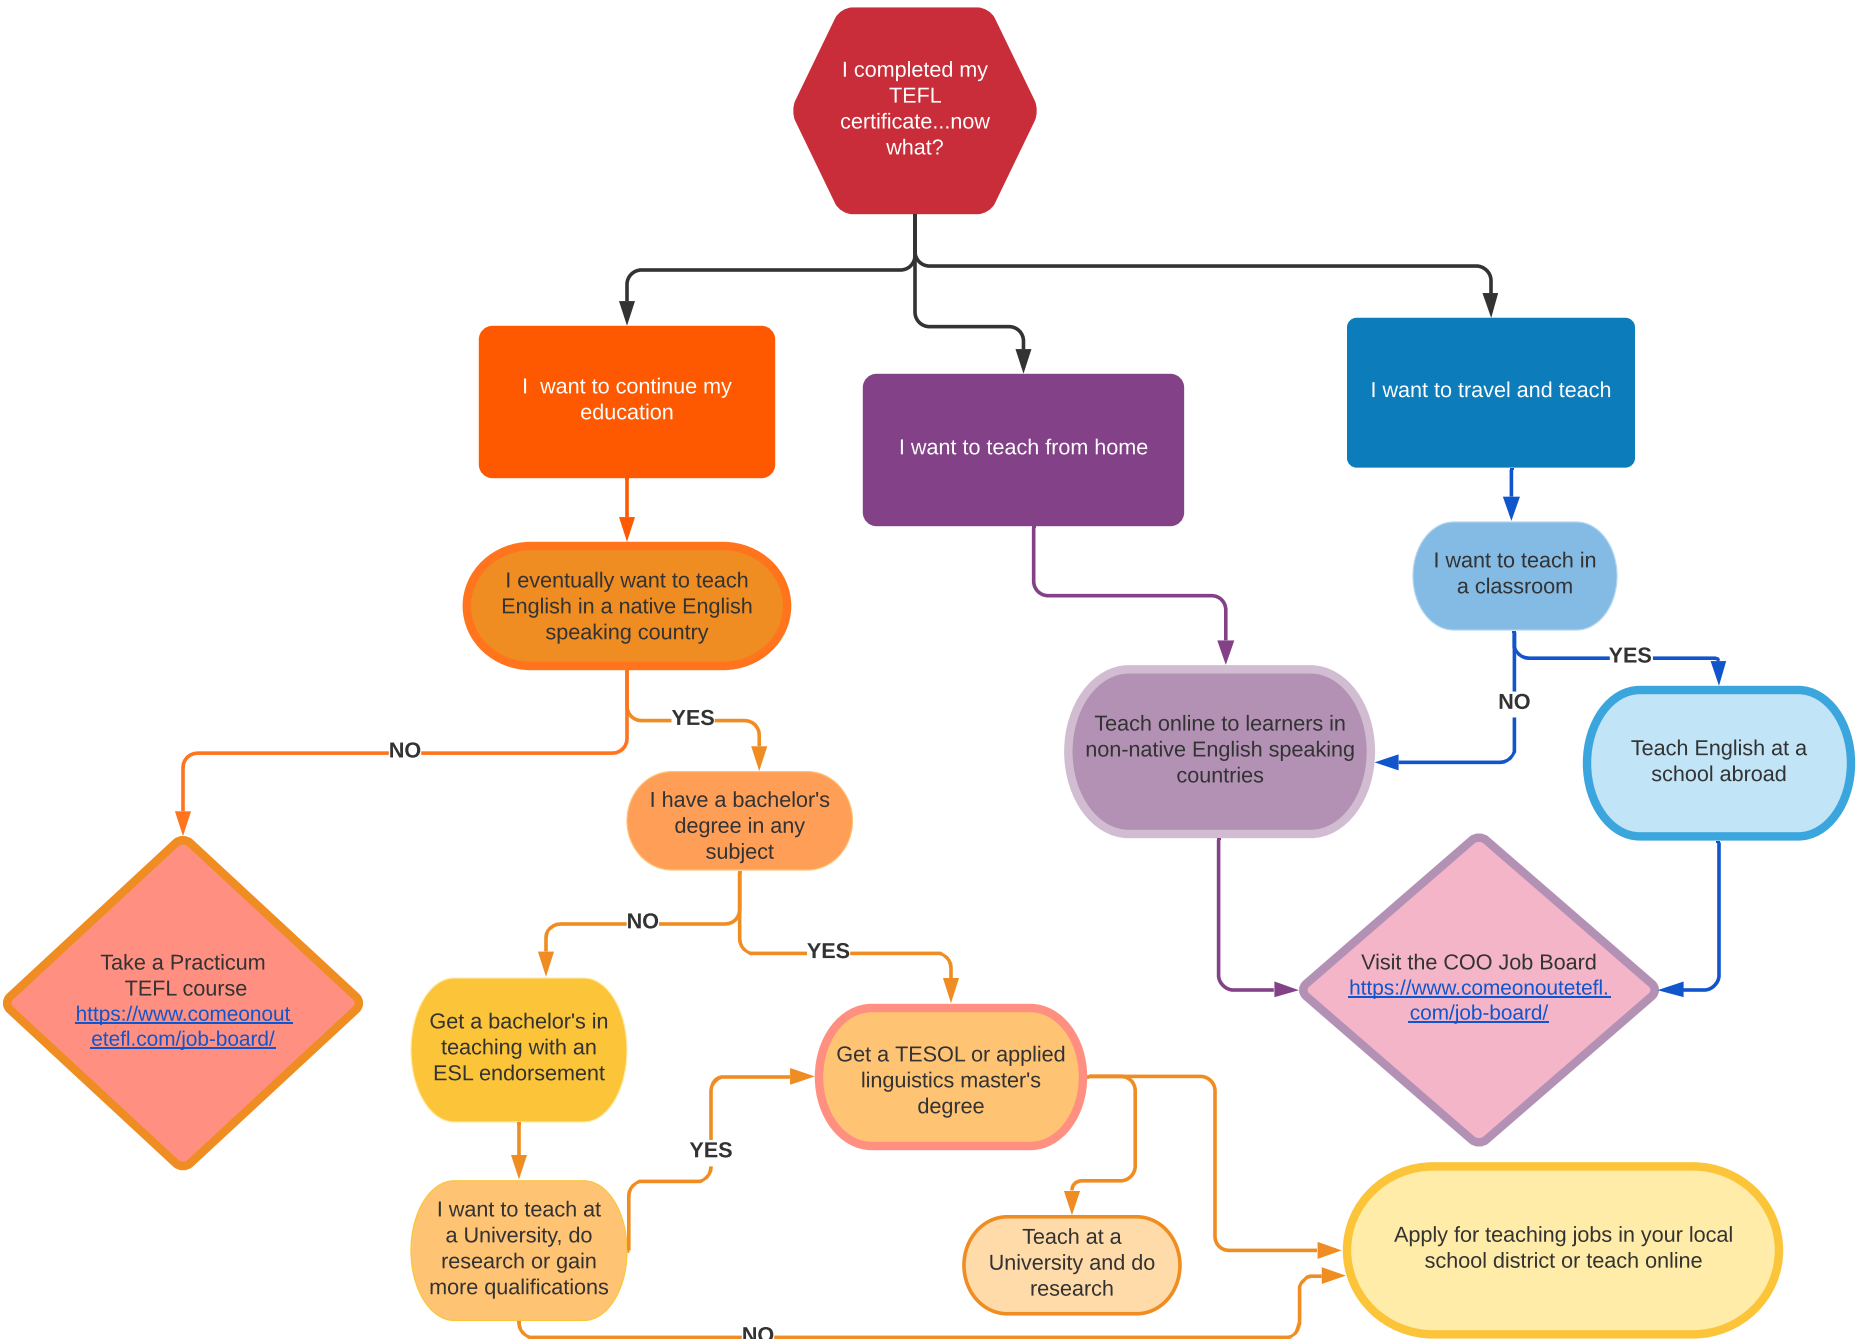 I completed my
TEFL
certificate...now
what?
I  want to continue my
education
I want to teach from home
I want to travel and teach
I eventually want to teach
English in a native English
speaking country
I want to teach in
a classroom
YES
NO
YES
NO
Teach online to learners in
non-native English speaking
countries
Teach English at a
school abroad
I have a bachelor's
degree in any
subject
NO
YES
Take a Practicum
TEFL course
https://www.comeonout
etefl.com/job-board/
Visit the COO Job Board
https://www.comeonoutetefl.
com/job-board/
Get a bachelor's in
teaching with an
ESL endorsement
Get a TESOL or applied
linguistics master's
degree
YES
I want to teach at
a University, do
research or gain
more qualifications
Teach at a
University and do
research
Apply for teaching jobs in your local
school district or teach online
NO